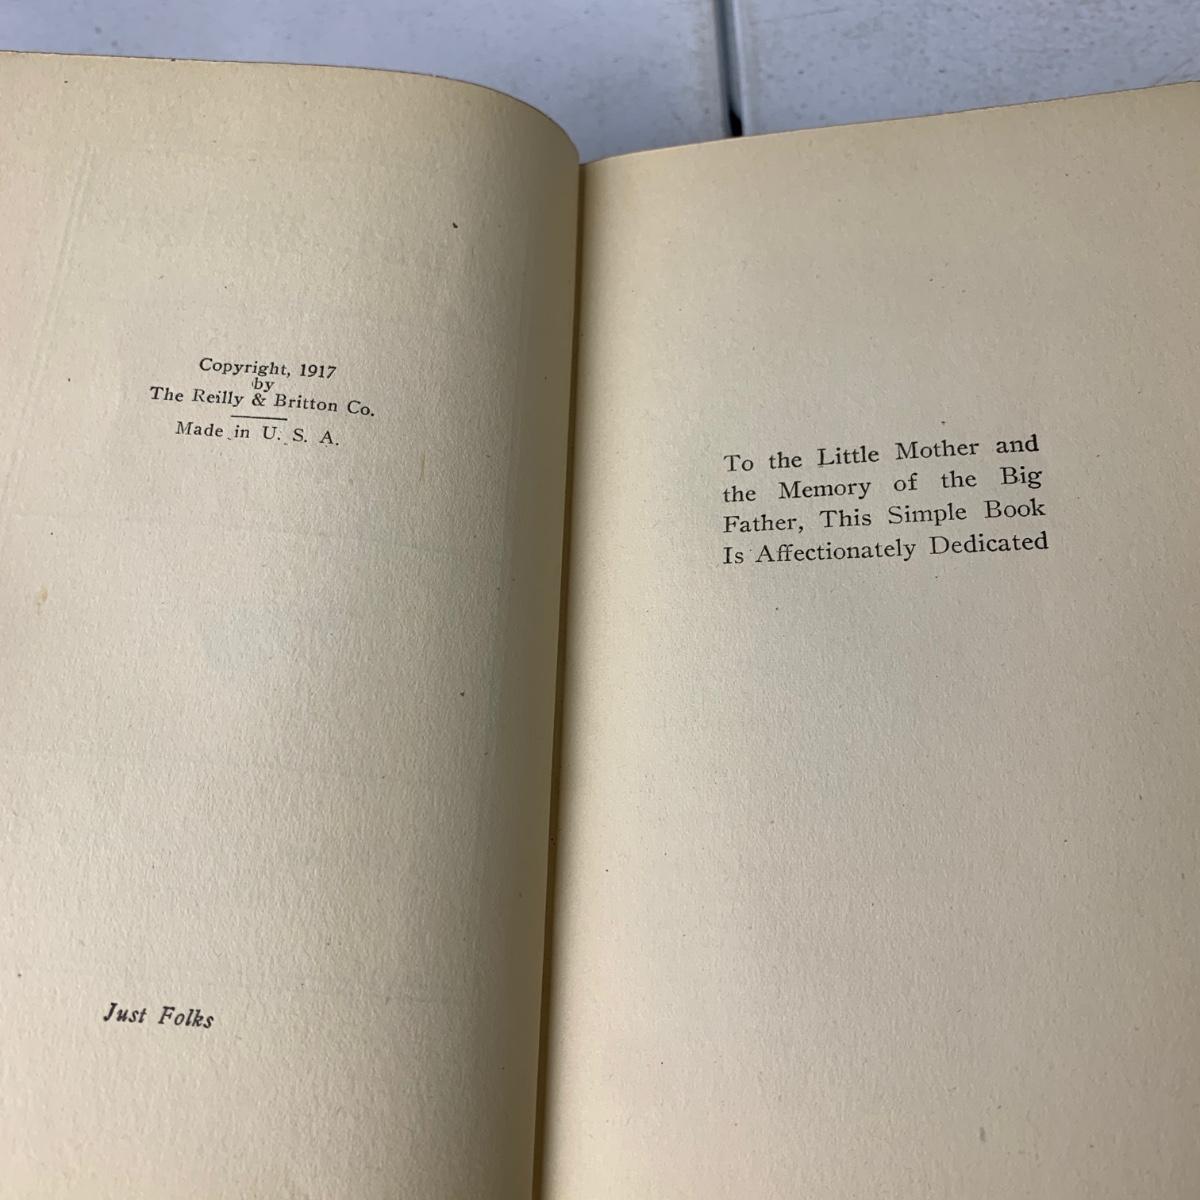 Copyright, 1917
by
The Reilly & Britton Co.
Made in U. S. A.
Just Folks
To the Little Mother and
the Memory of the Big
Father, This Simple Book
Is Affectionately Dedicated